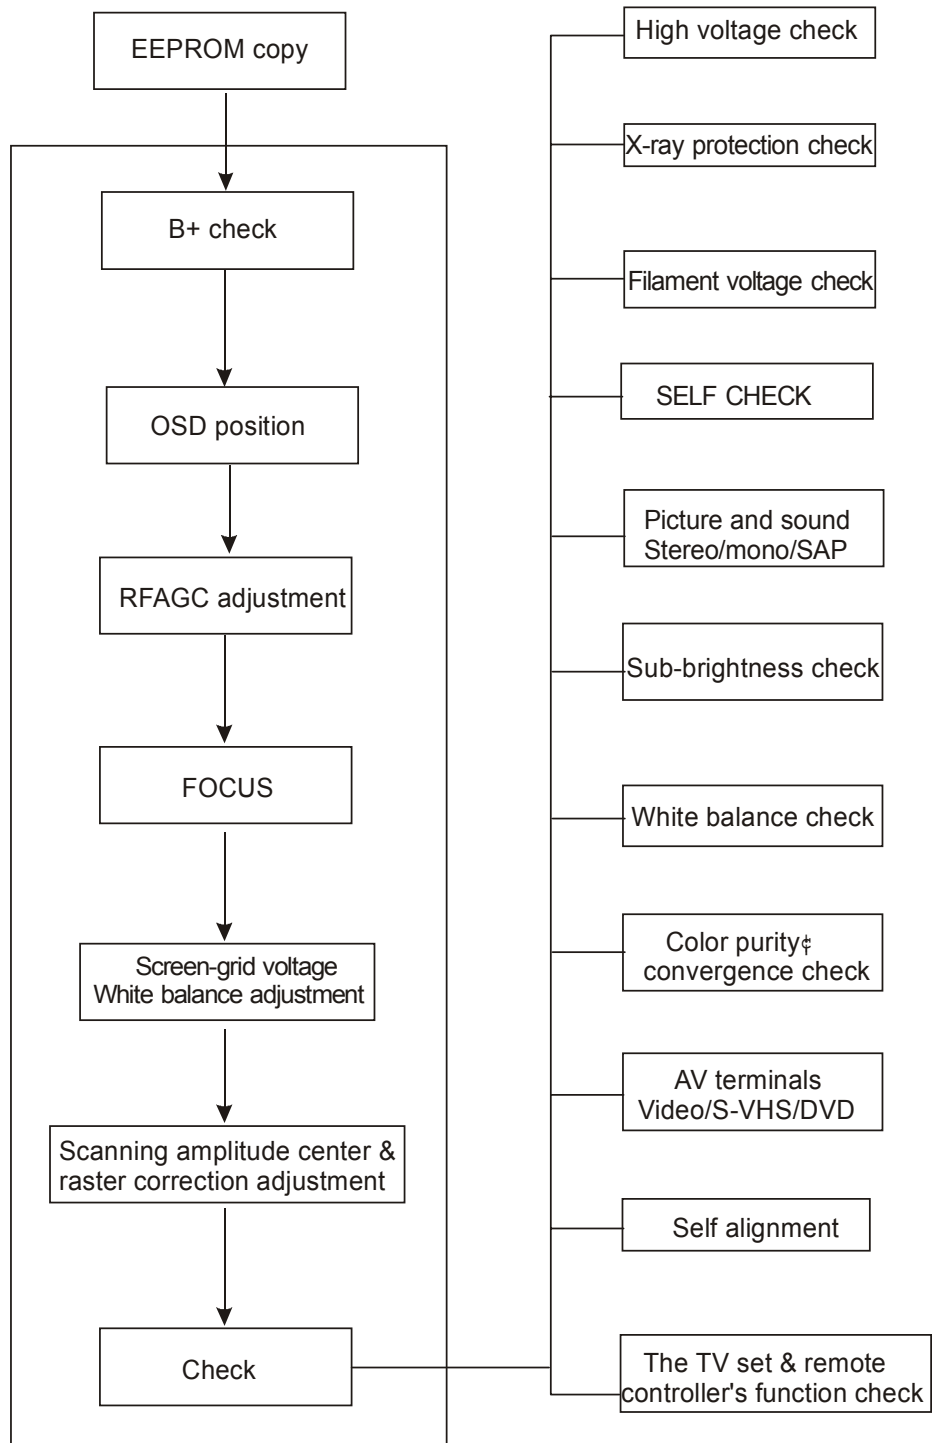 EEPROM copy
B+ check
OSD position
RFAGC adjustment
FOCUS
Screen-grid voltage
White balance adjustment
Scanning amplitude center &
raster correction adjustment
Check
High voltage check
X-ray protection check
Filament voltage check
SELF CHECK
Picture and sound
Stereo/mono/SAP
Sub-brightness check
White balance check
Color purity¢
convergence check
AV terminals
Video/S-VHS/DVD
Self alignment
The TV set & remote
controller's function check